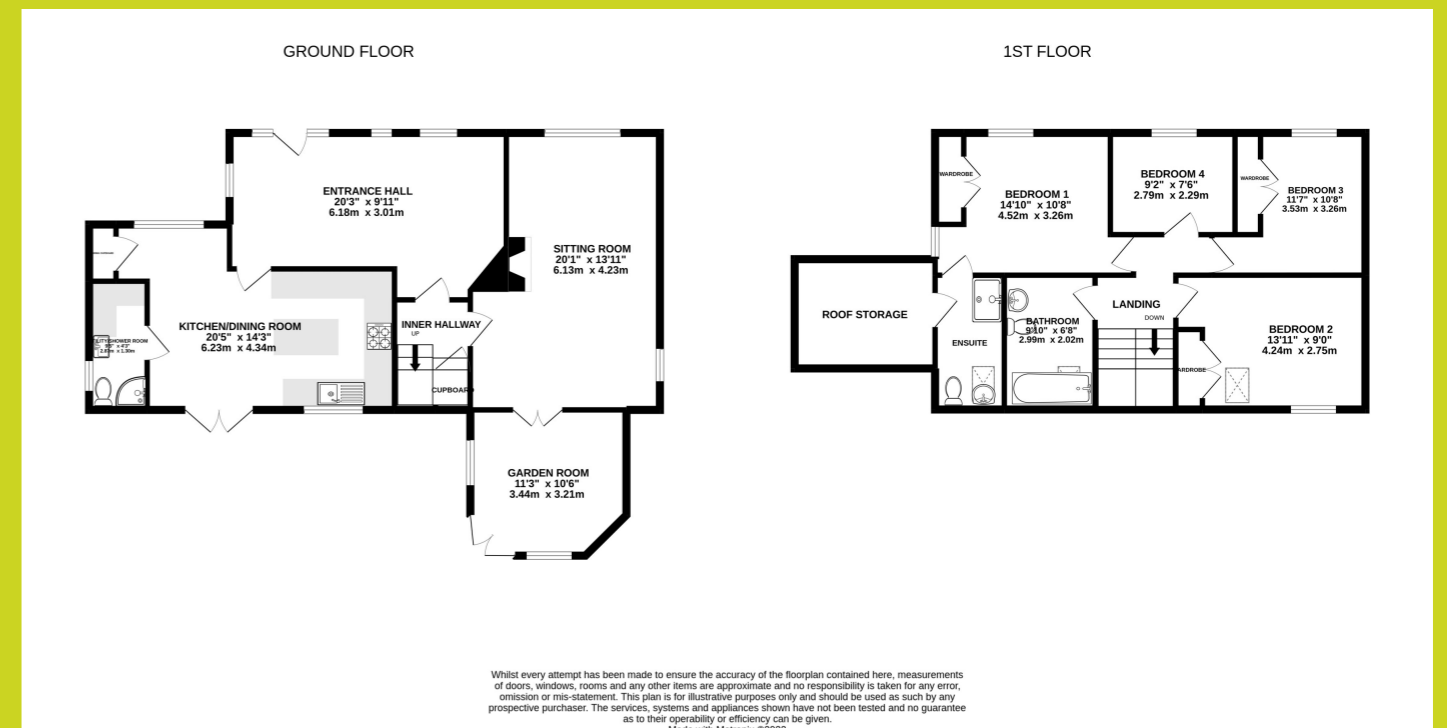 GROUND FLOOR
1ST FLOOR
ENTRANCE HALL
20'3" x 9'11"
6.18m x 3.01m
SITTING ROOM
20'1" x 13'11"
6.13m x 4.23m
KITCHEN/DINING ROOM
20'5" x 14'3"
6.23m x 4.34m
SHOWER ROOM
INNER HALLWAY
UP
CUPBOARD
GARDEN ROOM
11'3" x 10'6"
3.44m x 3.21m
WARDROBE
BEDROOM 1
14'10" x 10'8"
4.52m x 3.26m
BEDROOM 4
9'2" x 7'6"
2.79m x 2.29m
WARDROBE
BEDROOM 3
11'7" x 10'8"
3.53m x 3.26m
ROOF STORAGE
ENSUITE
BATHROOM
9'10" x 6'8"
2.99m x 2.02m
LANDING
DOWN
BEDROOM 2
13'11" x 9'0"
4.24m x 2.75m
ARDROBE
Whilst every attempt has been made to ensure the accuracy of the floorplan contained here, measurements
of doors, windows, rooms and any other items are approximate and no responsibility is taken for any error,
omission or mis-statement. This plan is for illustrative purposes only and should be used as such by any
prospective purchaser. The services, systems and appliances shown have not been tested and no guarantee
as to their operability or efficiency can be given.